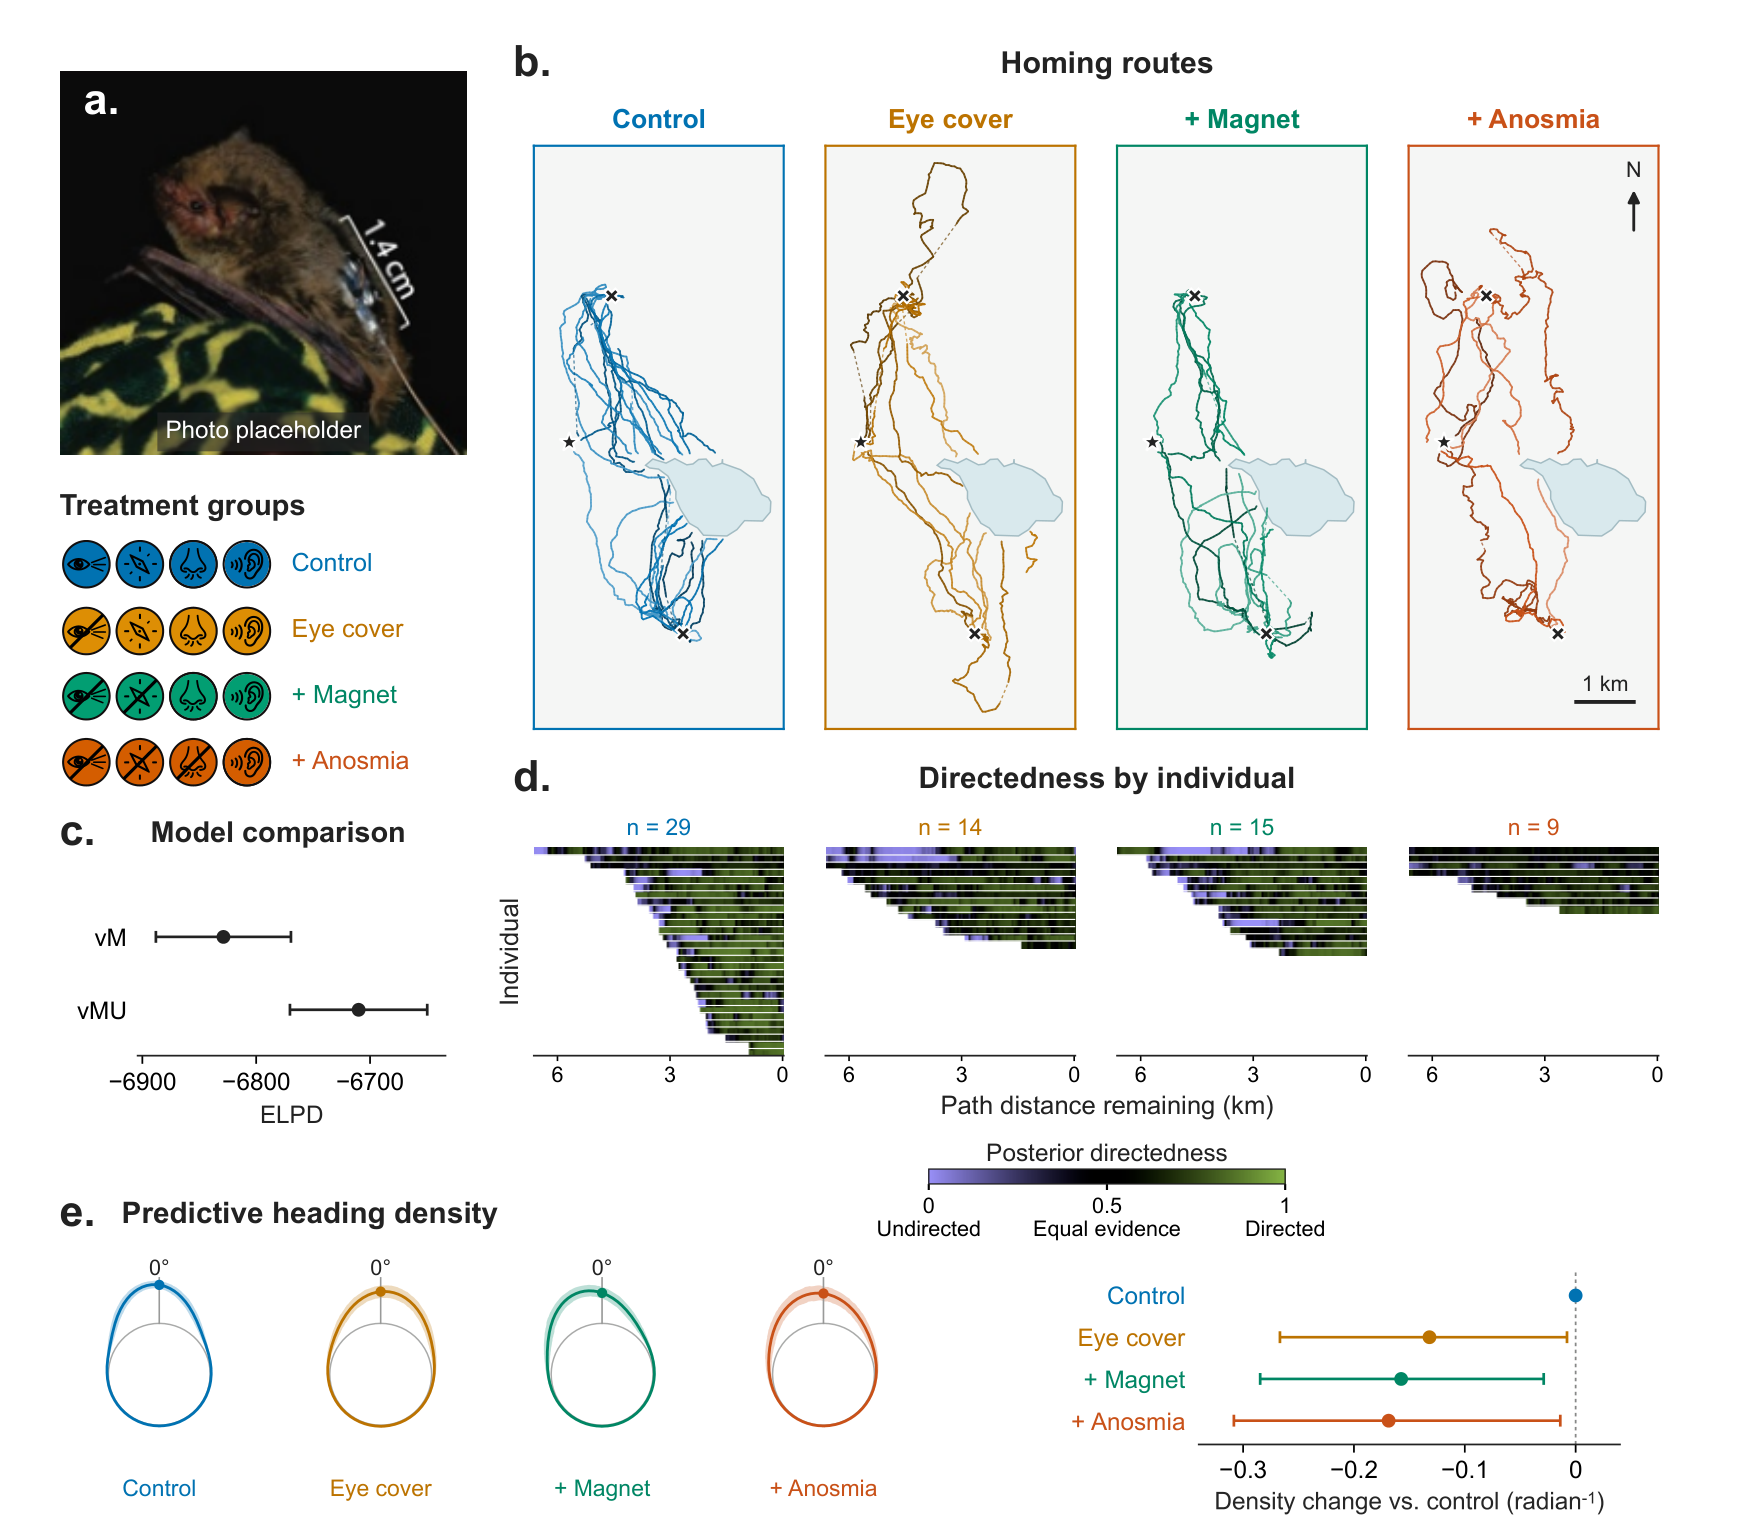 a.
1.4 cm
Photo placeholder
Treatment groups
Control
Eye cover
+ Magnet
+ Anosmia
b.
Homing routes
Control
Eye cover
+ Magnet
+ Anosmia
N
1 km
c.
Model comparison
vM
vMU
−6900
−6800
−6700
ELPD
d.
Directedness by individual
n = 29
n = 14
n = 15
n = 9
Individual
6 3 0
6 3 0
6 3 0
6 3 0
Path distance remaining (km)
Posterior directedness
0 0.5 1
Undirected Equal evidence Directed
e.
Predictive heading density
0°
0°
0°
0°
Control
Eye cover
+ Magnet
+ Anosmia
Control
Eye cover
+ Magnet
+ Anosmia
−0.3 −0.2 −0.1 0
Density change vs. control (radian⁻¹)